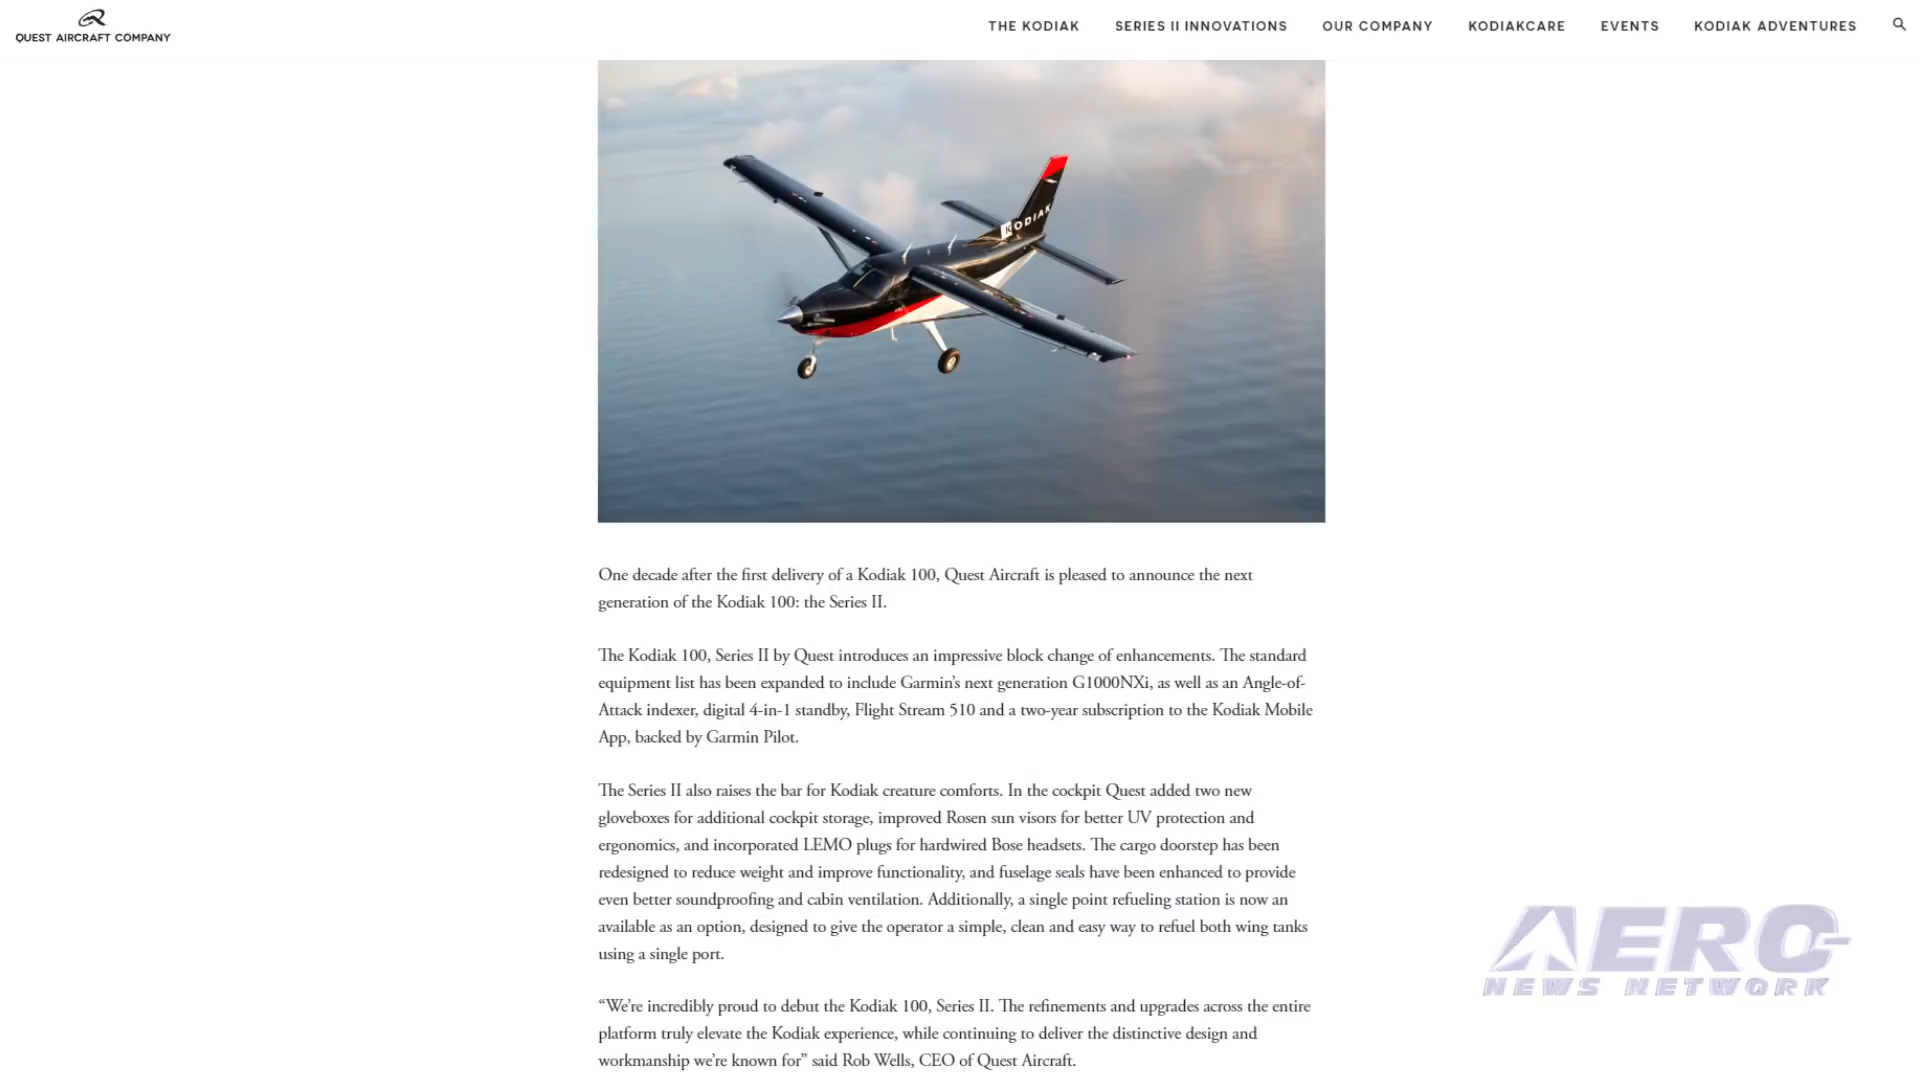 QUEST AIRCRAFT COMPANY
THE KODIAK SERIES II INNOVATIONS OUR COMPANY KODIAKCARE EVENTS KODIAK ADVENTURES
KODIAK
One decade after the first delivery of a Kodiak 100, Quest Aircraft is pleased to announce the next
generation of the Kodiak 100: the Series II.
The Kodiak 100, Series II by Quest introduces an impressive block change of enhancements. The standard
equipment list has been expanded to include Garmin’s next generation G1000NXi, as well as an Angle-of-
Attack indexer, digital 4-in-1 standby, Flight Stream 510 and a two-year subscription to the Kodiak Mobile
App, backed by Garmin Pilot.
The Series II also raises the bar for Kodiak creature comforts. In the cockpit Quest added two new
gloveboxes for additional cockpit storage, improved Rosen sun visors for better UV protection and
ergonomics, and incorporated LEMO plugs for hardwired Bose headsets. The cargo doorstep has been
redesigned to reduce weight and improve functionality, and fuselage seals have been enhanced to provide
even better soundproofing and cabin ventilation. Additionally, a single point refueling station is now an
available as an option, designed to give the operator a simple, clean and easy way to refuel both wing tanks
using a single port.
“We’re incredibly proud to debut the Kodiak 100, Series II. The refinements and upgrades across the entire
platform truly elevate the Kodiak experience, while continuing to deliver the distinctive design and
workmanship we’re known for” said Rob Wells, CEO of Quest Aircraft.
AERO
NEWS NETWORK